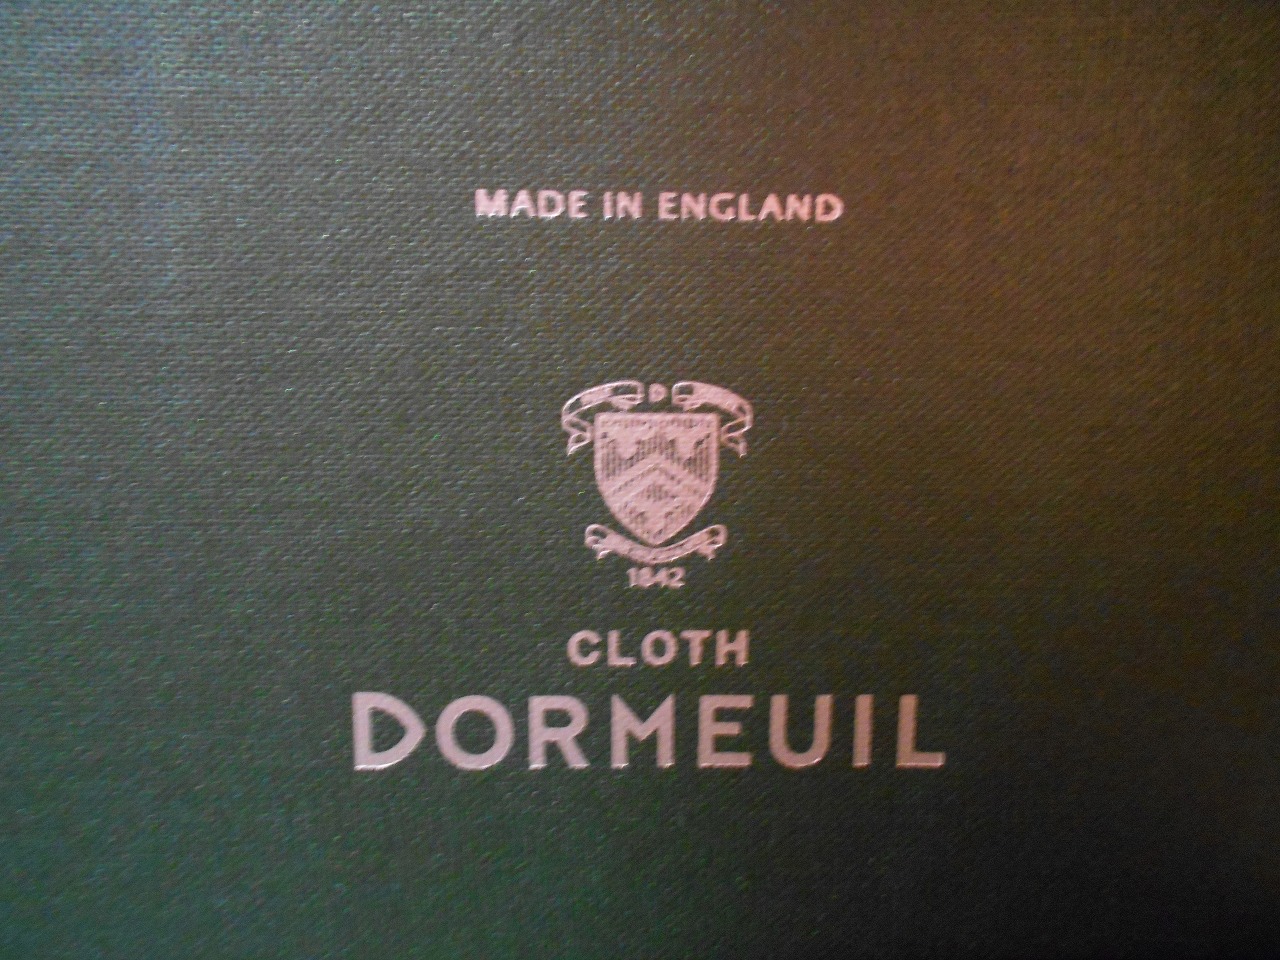 MADE IN ENGLAND
D
1842
CLOTH
DORMEUIL